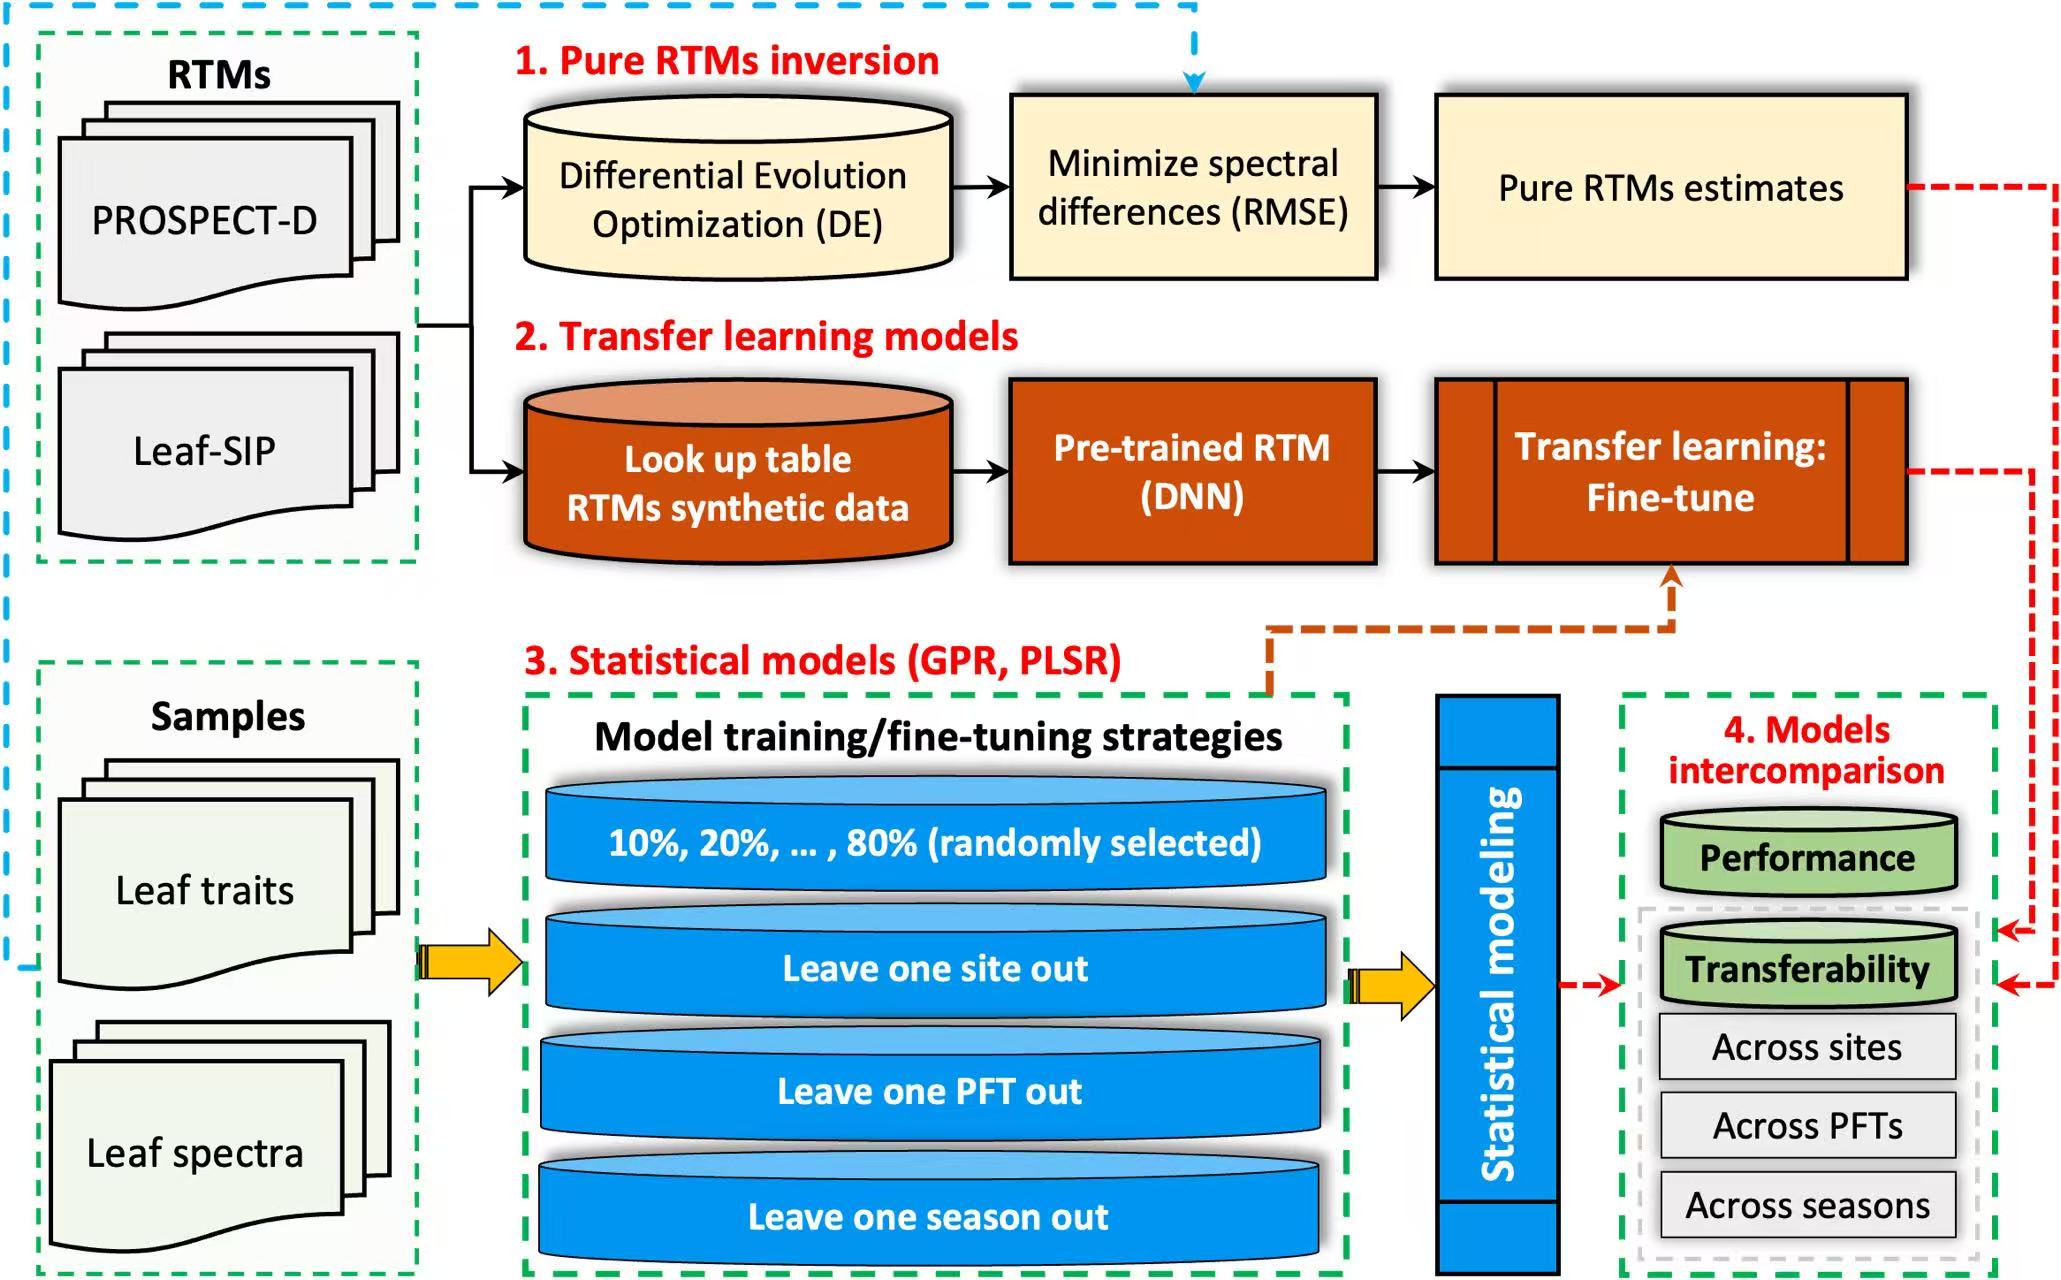 RTMs
PROSPECT-D
Leaf-SIP
1. Pure RTMs inversion
Differential Evolution
Optimization (DE)
Minimize spectral
differences (RMSE)
Pure RTMs estimates
2. Transfer learning models
Look up table
RTMs synthetic data
Pre-trained RTM
(DNN)
Transfer learning:
Fine-tune
Samples
Leaf traits
Leaf spectra
3. Statistical models (GPR, PLSR)
Model training/fine-tuning strategies
10%, 20%, ... , 80% (randomly selected)
Leave one site out
Leave one PFT out
Leave one season out
Statistical modeling
4. Models
intercomparison
Performance
Transferability
Across sites
Across PFTs
Across seasons